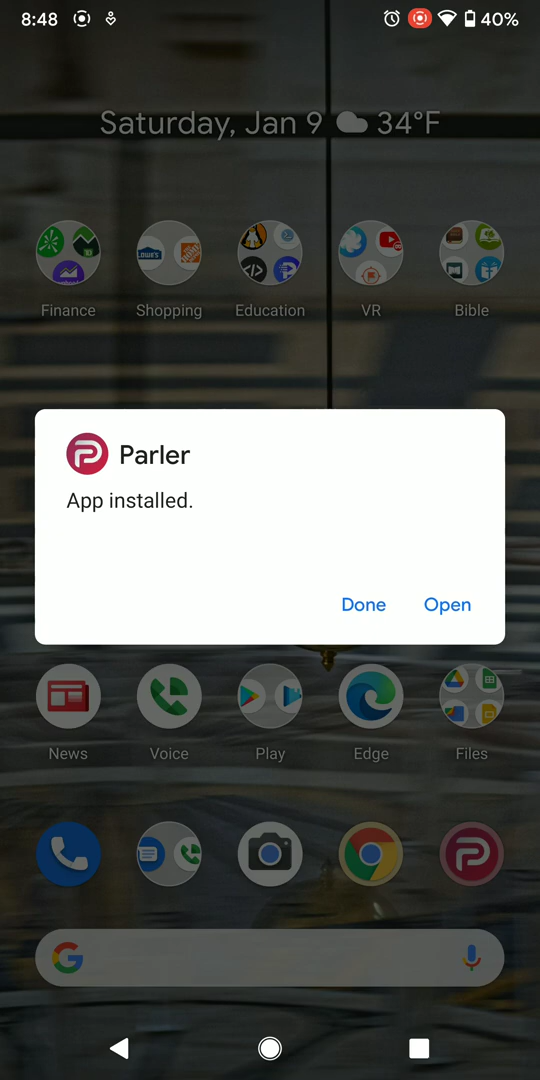 8:48
40%
Saturday, Jan 9 34°F
LOWE'S
Finance Shopping Education VR Bible
Parler
App installed.
Done Open
News Voice Play Edge Files